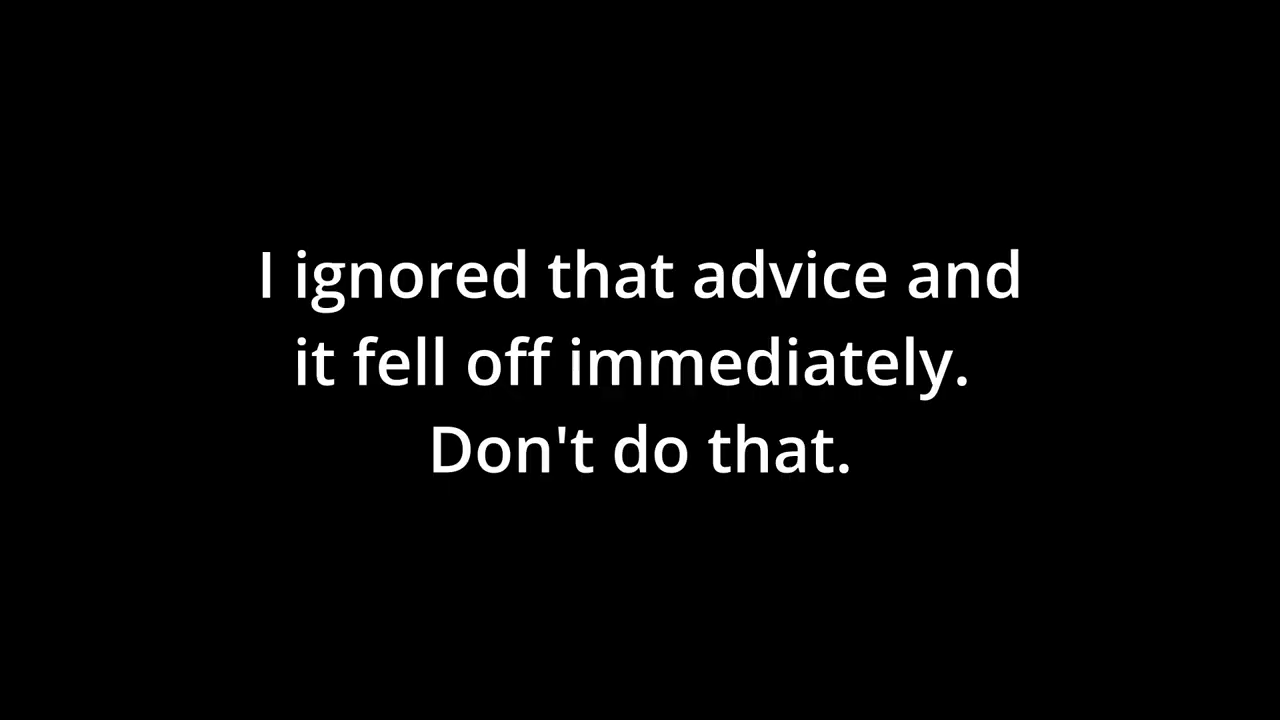 I ignored that advice and
it fell off immediately.
Don't do that.